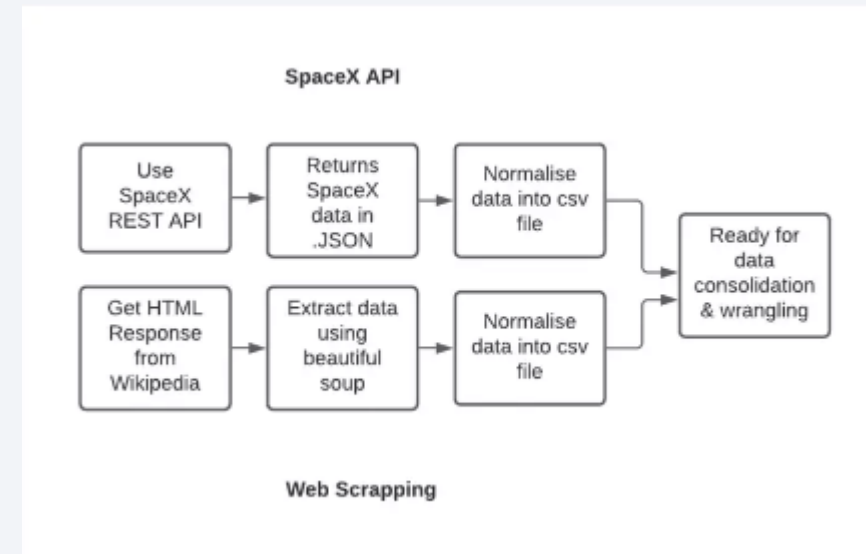 SpaceX API
Use
SpaceX
REST API
Returns
SpaceX
data in
.JSON
Normalise
data into csv
file
Ready for
data
consolidation
& wrangling
Get HTML
Response
from
Wikipedia
Extract data
using
beautiful
soup
Normalise
data into csv
file
Web Scrapping